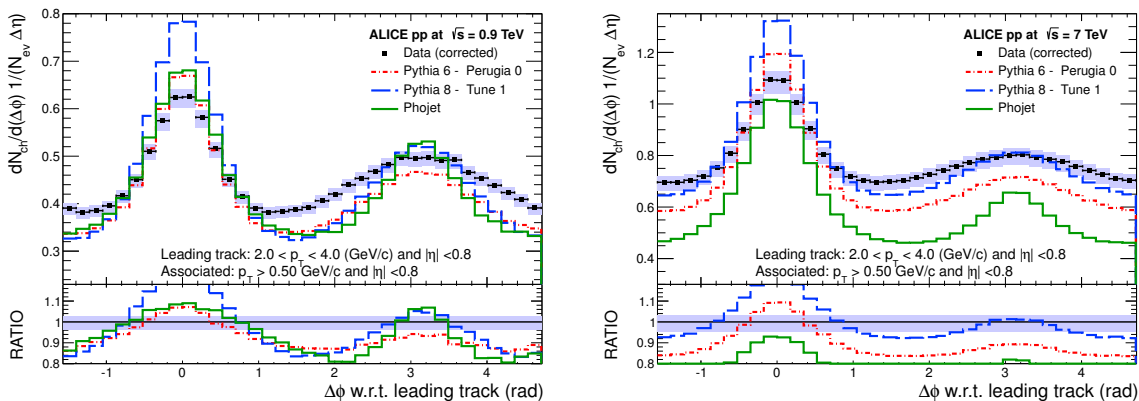 ALICE pp at √s = 0.9 TeV
Data (corrected)
Pythia 6 - Perugia 0
Pythia 8 - Tune 1
Phojet
dN_ch/d(Δϕ) 1/(N_ev Δη)
0.8
0.7
0.6
0.5
0.4
0.3
Leading track: 2.0 < p_T < 4.0 (GeV/c) and |η| <0.8
Associated: p_T > 0.50 GeV/c and |η| <0.8
RATIO
1.1
1
0.9
0.8
-1 0 1 2 3 4
Δϕ w.r.t. leading track (rad)
ALICE pp at √s = 7 TeV
Data (corrected)
Pythia 6 - Perugia 0
Pythia 8 - Tune 1
Phojet
dN_ch/d(Δϕ) 1/(N_ev Δη)
1.2
1
0.8
0.6
0.4
Leading track: 2.0 < p_T < 4.0 (GeV/c) and |η| <0.8
Associated: p_T > 0.50 GeV/c and |η| <0.8
RATIO
1.1
1
0.9
0.8
-1 0 1 2 3 4
Δϕ w.r.t. leading track (rad)